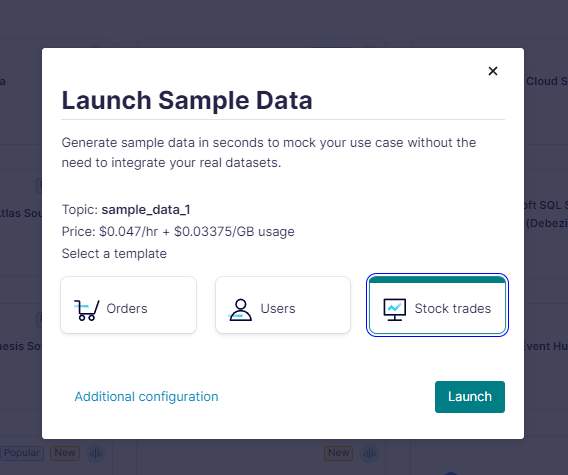 a
Cloud S
Launch Sample Data
Generate sample data in seconds to mock your use case without the
need to integrate your real datasets.
Atlas Sou
oft SQL S
(Debezi
Topic: sample_data_1
Price: $0.047/hr + $0.03375/GB usage
Select a template
Orders
Users
Stock trades
nesis So
vent Hu
Additional configuration
Launch
Popular
New
New